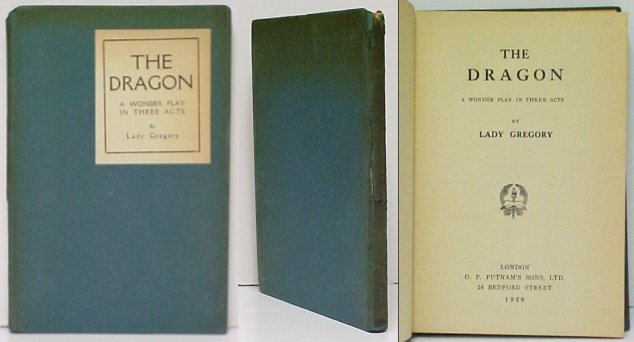 THE
DRAGON
A WONDER PLAY
IN THREE ACTS
By
Lady Gregory
THE
DRAGON
A WONDER PLAY IN THREE ACTS
BY
LADY GREGORY
LONDON
G. P. PUTNAM'S SONS, LTD.
24 BEDFORD STREET
1920